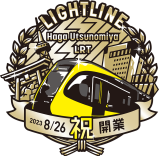 LIGHTLINE
Haga Utsunomiya
LRT
2023 8/26 祝 開業